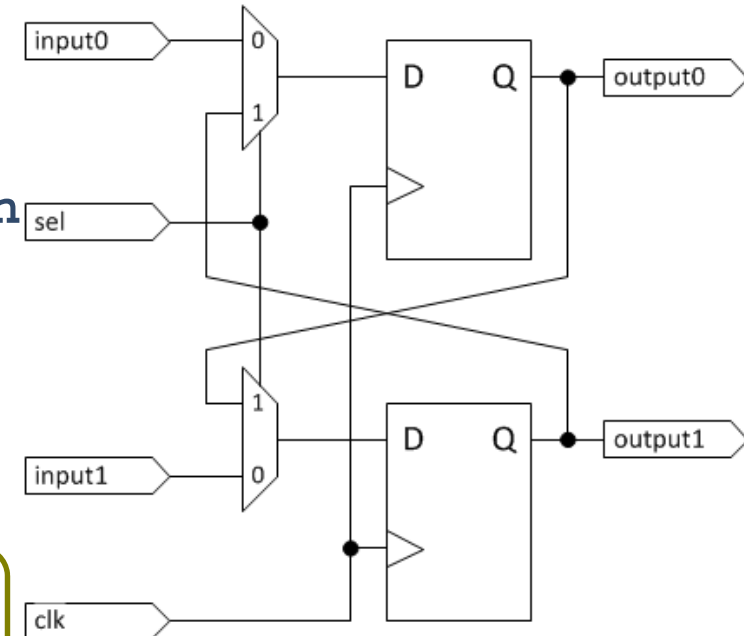 input0
0
D Q
output0
1
n
sel
1
D Q
output1
input1
0
clk